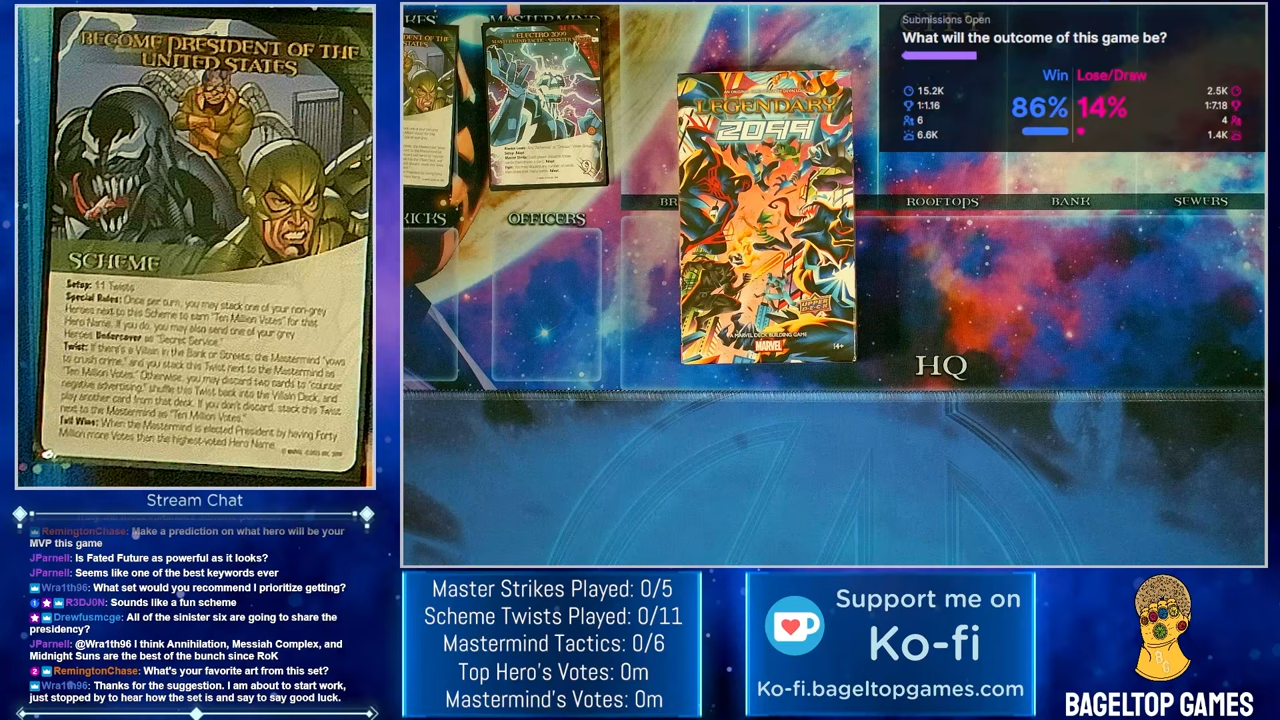 BECOME PRESIDENT OF THE
UNITED STATES
SCHEME
Setup: 11 Twists
Special Rules: Once per turn, you may stack one of your non-grey
Heroes next to this Scheme to earn "Ten Million Votes" for that
Hero Name. If you do, you may also send one of your grey
Heroes Undercover as "Secret Service."
Twist: If there's a Villain in the Bank or Streets, the Mastermind "vows
to crush crime," and you stack this Twist next to the Mastermind as
"Ten Million Votes." Otherwise, you may discard two cards to "counter
negative advertising," shuffle this Twist back into the Villain Deck, and
play another card from that deck. If you don't discard, stack this Twist
next to the Mastermind as "Ten Million Votes."
Evil Wins: When the Mastermind is elected President by having Forty
Million more Votes than the highest-voted Hero Name.
Stream Chat
RemingtonChase: Make a prediction on what hero will be your
MVP this game
JParnell: Is Fated Future as powerful as it looks?
JParnell: Seems like one of the best keywords ever
Wra1th96: What set would you recommend I prioritize getting?
R3DJ0N: Sounds like a fun scheme
Drewfusmcge: All of the sinister six are going to share the
presidency?
JParnell: @Wra1th96 I think Annihilation, Messiah Complex, and
Midnight Suns are the best of the bunch since RoK
RemingtonChase: What's your favorite art from this set?
Wra1th96: Thanks for the suggestion. I am about to start work,
just stopped by to hear how the set is and say to say good luck.
MASTERMIND
ELECTRO 2099
OFFICERS
LEGENDARY
2099
UPPER
DECK
A MARVEL DECK BUILDING GAME
MARVEL
14+
BR
ROOFTOPS
BANK
SEWERS
HQ
Submissions Open
What will the outcome of this game be?
Win Lose/Draw
86% 14%
15.2K
1:1.16
6
6.6K
2.5K
1:7.18
4
1.4K
Master Strikes Played: 0/5
Scheme Twists Played: 0/11
Mastermind Tactics: 0/6
Top Hero's Votes: 0m
Mastermind's Votes: 0m
Support me on
Ko-fi
Ko-fi.bageltopgames.com
BAGELTOP GAMES